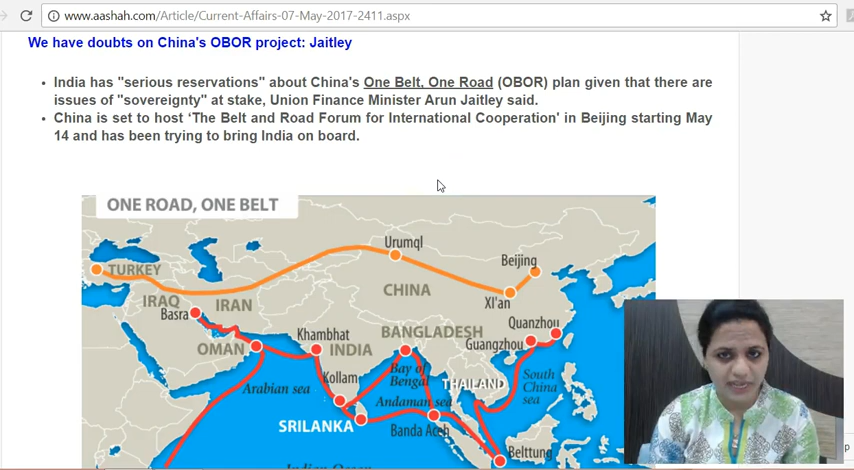 www.aashah.com/Article/Current-Affairs-07-May-2017-2411.aspx
We have doubts on China's OBOR project: Jaitley
• India has "serious reservations" about China's One Belt, One Road (OBOR) plan given that there are
issues of "sovereignty" at stake, Union Finance Minister Arun Jaitley said.
• China is set to host ‘The Belt and Road Forum for International Cooperation' in Beijing starting May
14 and has been trying to bring India on board.
ONE ROAD, ONE BELT
Urumql
Beijing
TURKEY
CHINA
IRAQ
IRAN
XI'an
Basra
Quanzhou
Khambhat
BANGLADESH
Guangzhou
OMAN
INDIA
Bay of
Bengal
South
China
sea
Kollam
Arabian sea
THAILAND
Andaman sea
SRILANKA
Banda Aceh
Belttung
Indian Ocean
p